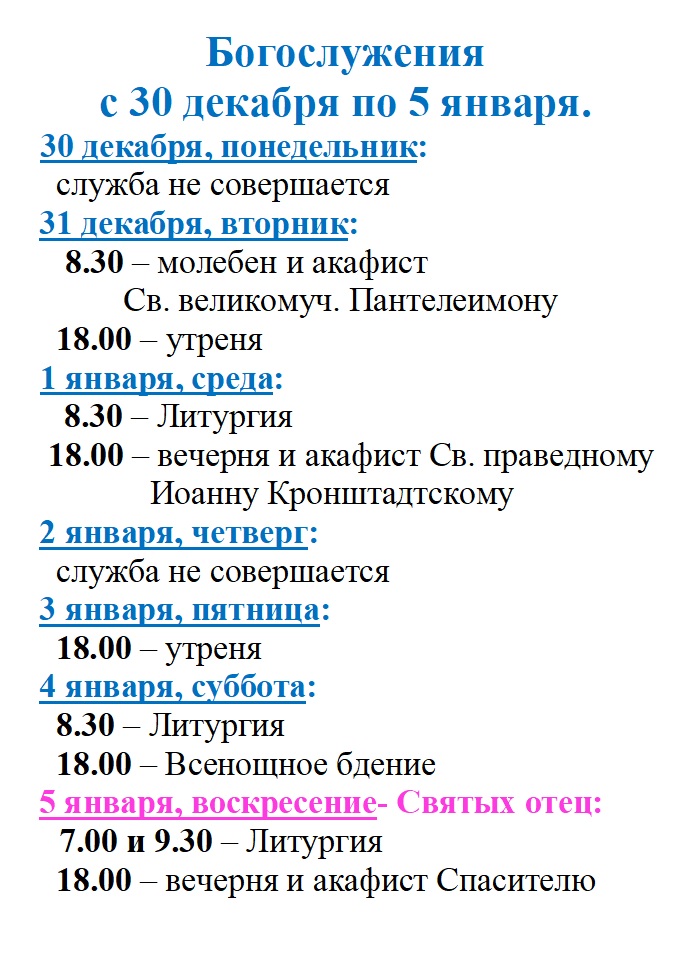 Богослужения
с 30 декабря по 5 января.
30 декабря, понедельник:
служба не совершается
31 декабря, вторник:
8.30 – молебен и акафист
Св. великомуч. Пантелеимону
18.00 – утреня
1 января, среда:
8.30 – Литургия
18.00 – вечерня и акафист Св. праведному
Иоанну Кронштадтскому
2 января, четверг:
служба не совершается
3 января, пятница:
18.00 – утреня
4 января, суббота:
8.30 – Литургия
18.00 – Всенощное бдение
5 января, воскресение- Святых отец:
7.00 и 9.30 – Литургия
18.00 – вечерня и акафист Спасителю